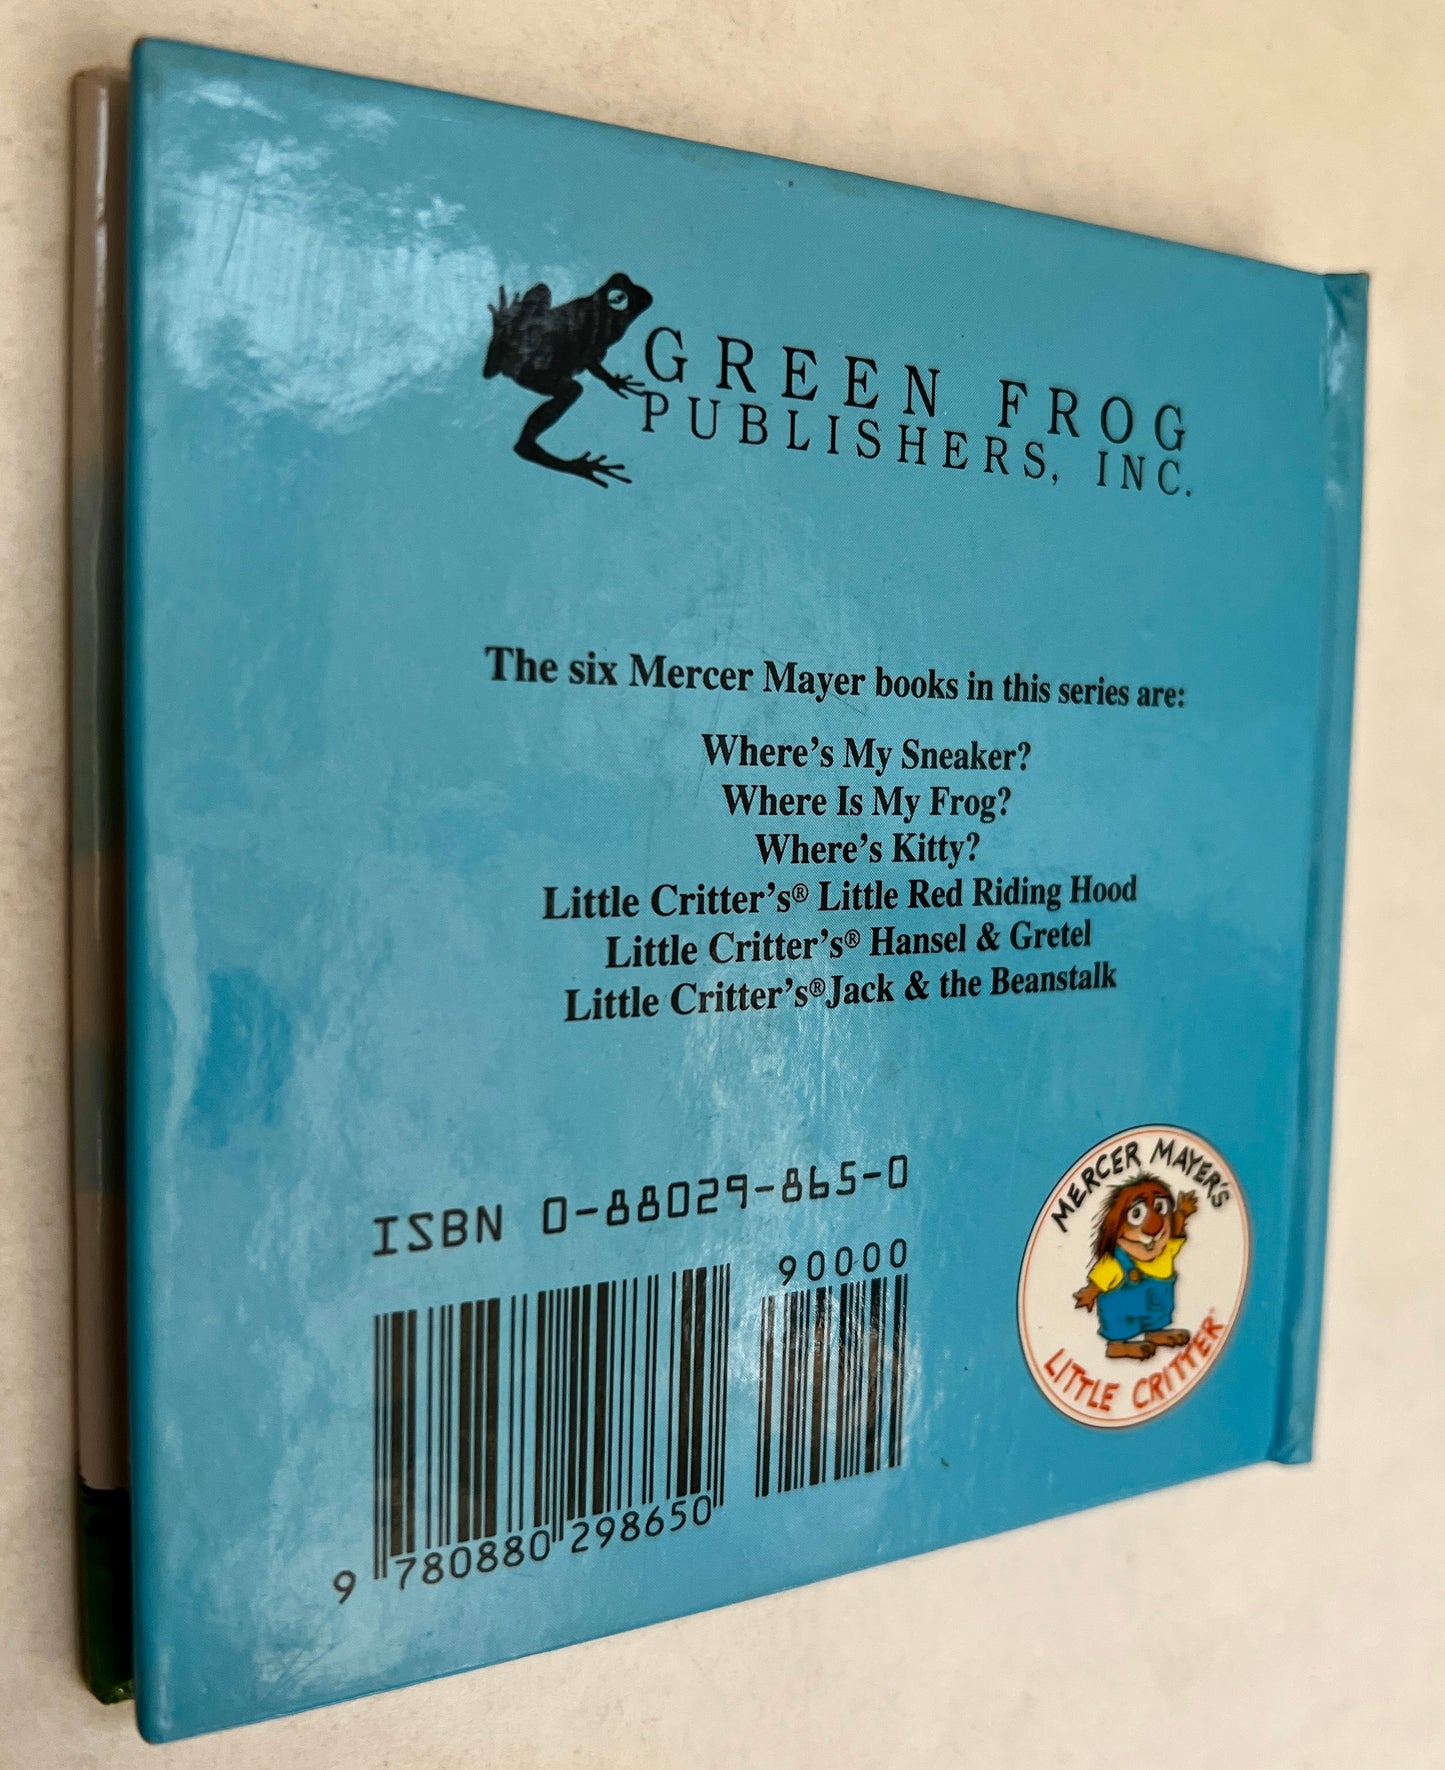 GREEN FROG
PUBLISHERS, INC.
The six Mercer Mayer books in this series are:
Where's My Sneaker?
Where Is My Frog?
Where's Kitty?
Little Critter's® Little Red Riding Hood
Little Critter's® Hansel & Gretel
Little Critter's® Jack & the Beanstalk
ISBN 0-88029-865-0
90000
9 780880 298650
MERCER MAYER'S
LITTLE CRITTER®